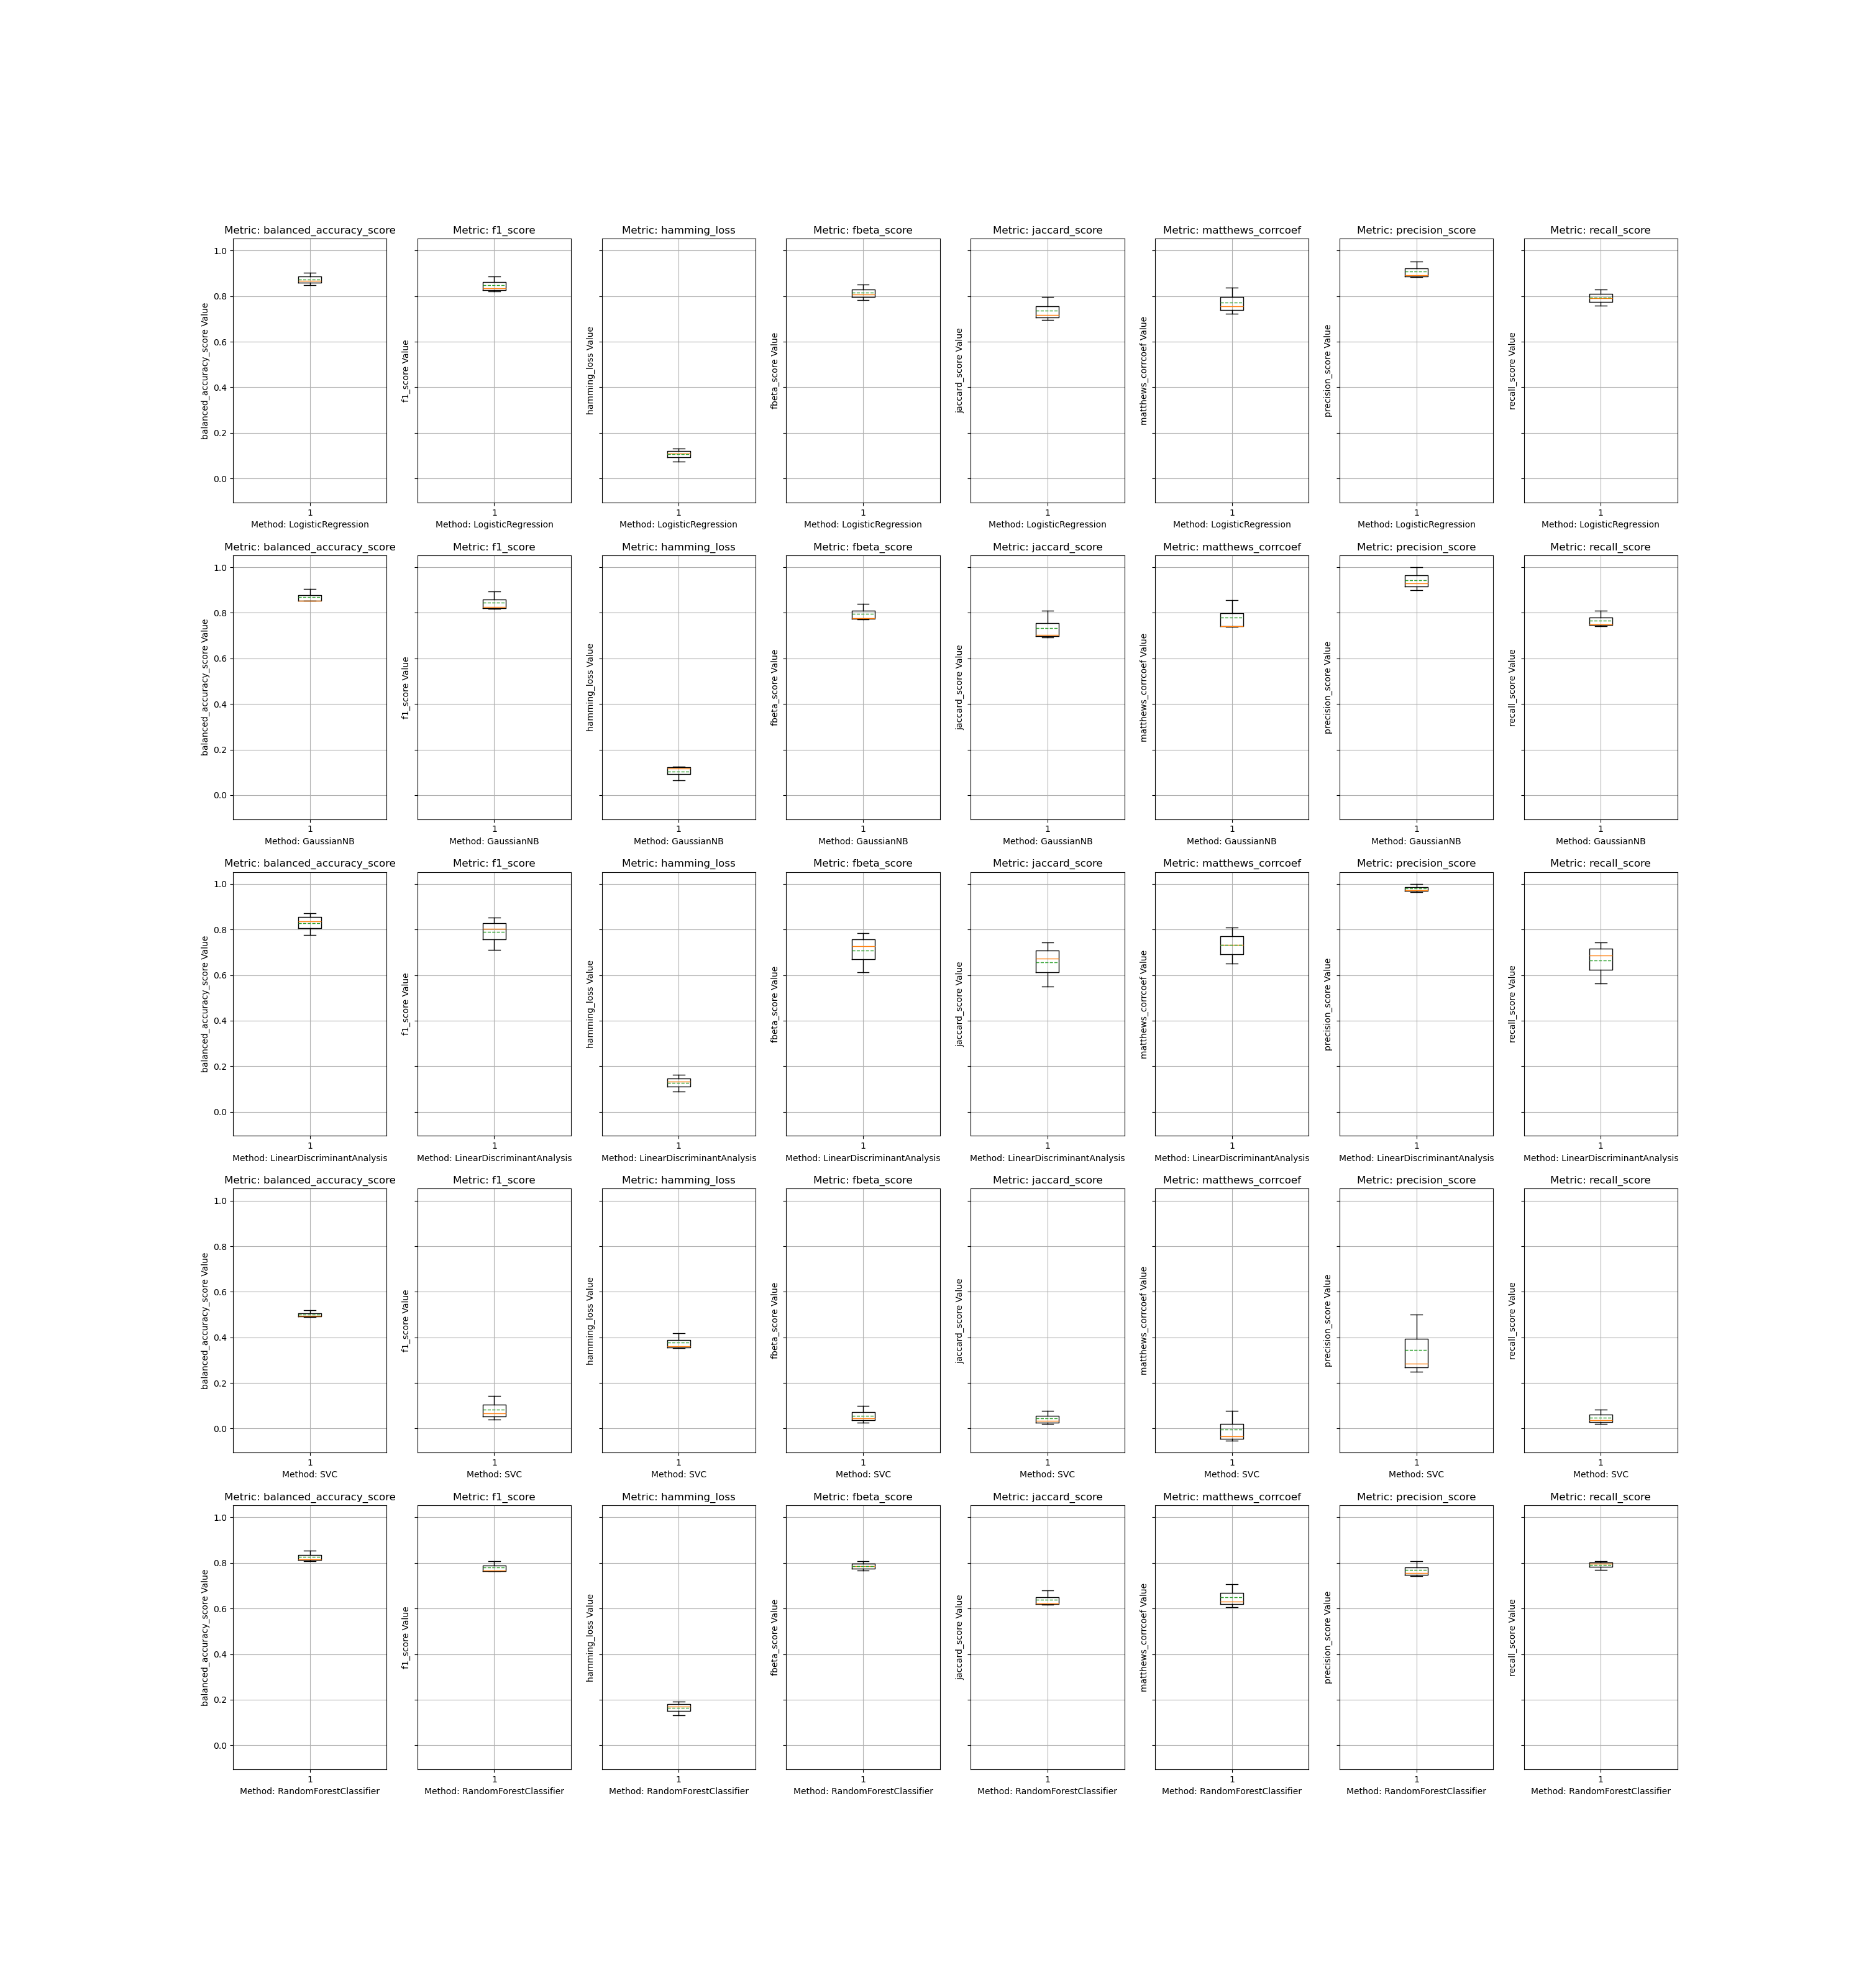 Metric: balanced_accuracy_score Metric: f1_score Metric: hamming_loss Metric: fbeta_score Metric: jaccard_score Metric: matthews_corrcoef Metric: precision_score Metric: recall_score
balanced_accuracy_score Value
f1_score Value
hamming_loss Value
fbeta_score Value
jaccard_score Value
matthews_corrcoef Value
precision_score Value
recall_score Value
1.0
0.8
0.6
0.4
0.2
0.0
1 1 1 1 1 1 1 1
Method: LogisticRegression Method: LogisticRegression Method: LogisticRegression Method: LogisticRegression Method: LogisticRegression Method: LogisticRegression Method: LogisticRegression Method: LogisticRegression
Metric: balanced_accuracy_score Metric: f1_score Metric: hamming_loss Metric: fbeta_score Metric: jaccard_score Metric: matthews_corrcoef Metric: precision_score Metric: recall_score
balanced_accuracy_score Value
f1_score Value
hamming_loss Value
fbeta_score Value
jaccard_score Value
matthews_corrcoef Value
precision_score Value
recall_score Value
1.0
0.8
0.6
0.4
0.2
0.0
1 1 1 1 1 1 1 1
Method: GaussianNB Method: GaussianNB Method: GaussianNB Method: GaussianNB Method: GaussianNB Method: GaussianNB Method: GaussianNB Method: GaussianNB
Metric: balanced_accuracy_score Metric: f1_score Metric: hamming_loss Metric: fbeta_score Metric: jaccard_score Metric: matthews_corrcoef Metric: precision_score Metric: recall_score
balanced_accuracy_score Value
f1_score Value
hamming_loss Value
fbeta_score Value
jaccard_score Value
matthews_corrcoef Value
precision_score Value
recall_score Value
1.0
0.8
0.6
0.4
0.2
0.0
1 1 1 1 1 1 1 1
Method: LinearDiscriminantAnalysis Method: LinearDiscriminantAnalysis Method: LinearDiscriminantAnalysis Method: LinearDiscriminantAnalysis Method: LinearDiscriminantAnalysis Method: LinearDiscriminantAnalysis Method: LinearDiscriminantAnalysis Method: LinearDiscriminantAnalysis
Metric: balanced_accuracy_score Metric: f1_score Metric: hamming_loss Metric: fbeta_score Metric: jaccard_score Metric: matthews_corrcoef Metric: precision_score Metric: recall_score
balanced_accuracy_score Value
f1_score Value
hamming_loss Value
fbeta_score Value
jaccard_score Value
matthews_corrcoef Value
precision_score Value
recall_score Value
1.0
0.8
0.6
0.4
0.2
0.0
1 1 1 1 1 1 1 1
Method: SVC Method: SVC Method: SVC Method: SVC Method: SVC Method: SVC Method: SVC Method: SVC
Metric: balanced_accuracy_score Metric: f1_score Metric: hamming_loss Metric: fbeta_score Metric: jaccard_score Metric: matthews_corrcoef Metric: precision_score Metric: recall_score
balanced_accuracy_score Value
f1_score Value
hamming_loss Value
fbeta_score Value
jaccard_score Value
matthews_corrcoef Value
precision_score Value
recall_score Value
1.0
0.8
0.6
0.4
0.2
0.0
1 1 1 1 1 1 1 1
Method: RandomForestClassifier Method: RandomForestClassifier Method: RandomForestClassifier Method: RandomForestClassifier Method: RandomForestClassifier Method: RandomForestClassifier Method: RandomForestClassifier Method: RandomForestClassifier